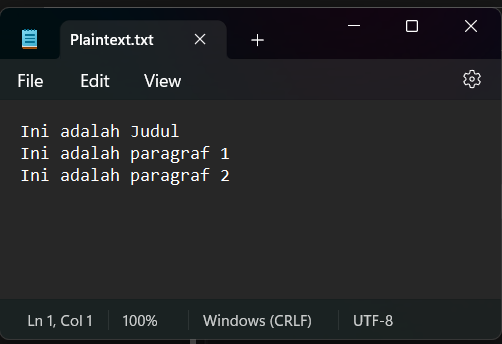 Plaintext.txt
File Edit View
Ini adalah Judul
Ini adalah paragraf 1
Ini adalah paragraf 2
Ln 1, Col 1 100% Windows (CRLF) UTF-8